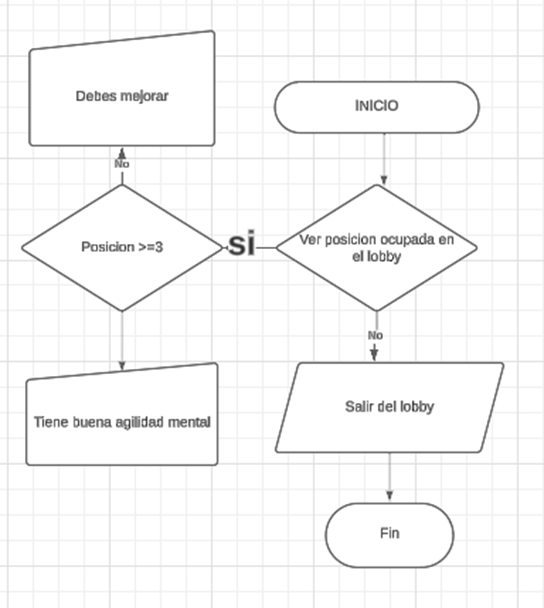 Debes mejorar
INICIO
No
Posicion >=3
si
Ver posicion ocupada en
el lobby
No
Tiene buena agilidad mental
Salir del lobby
Fin